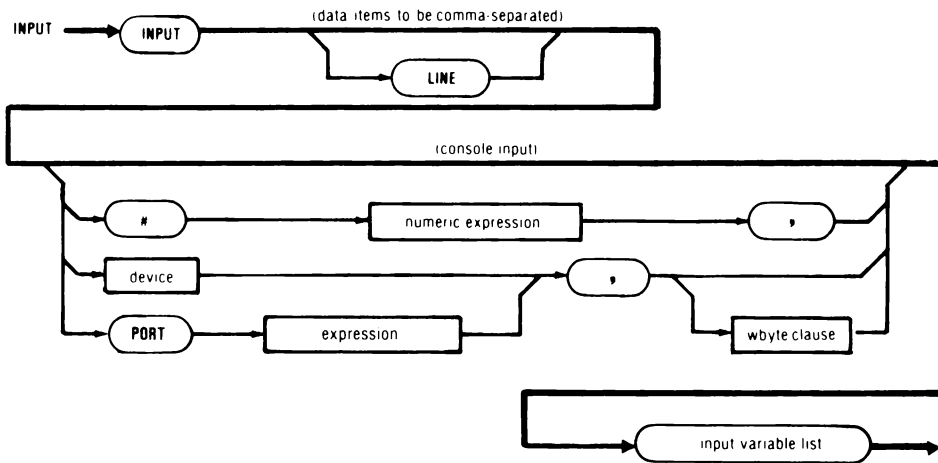 (data items to be comma-separated)
INPUT INPUT
LINE
(console input)
# numeric expression ,
device ,
PORT expression wbyte clause
input variable list